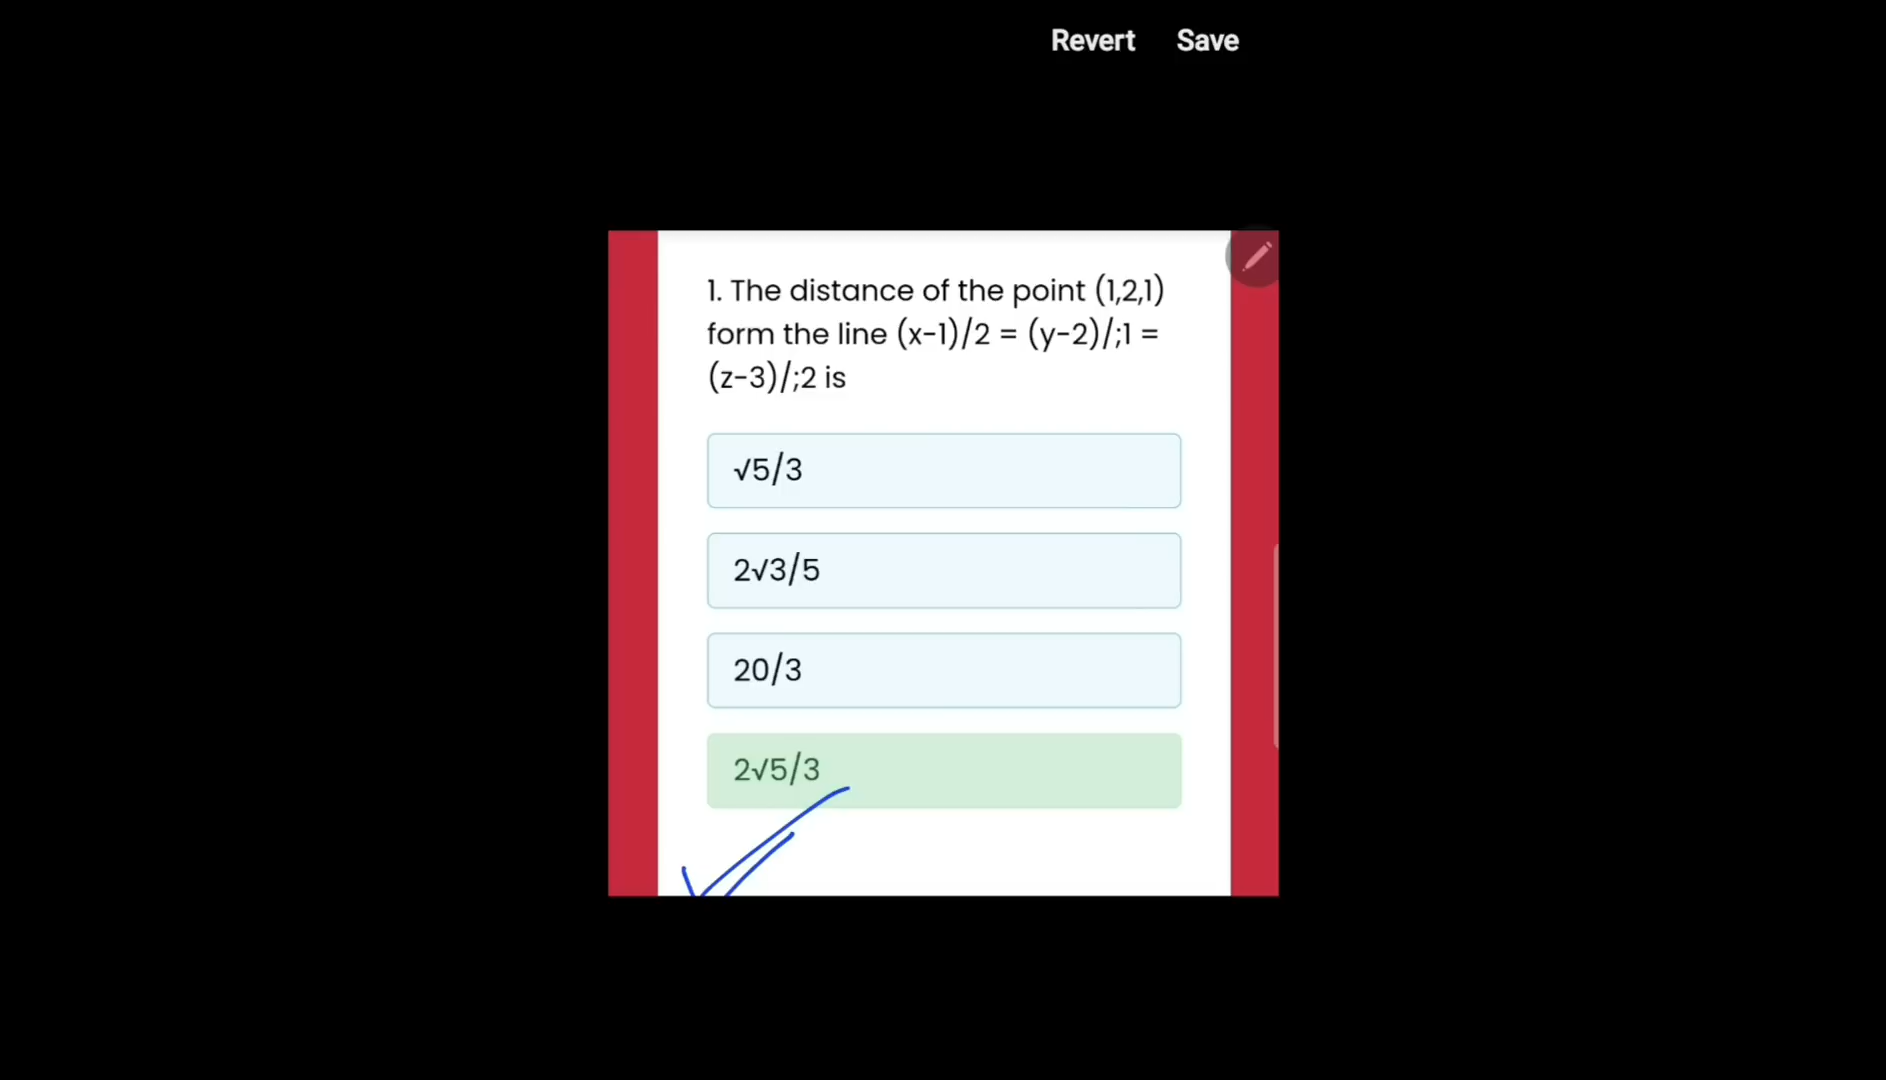 Revert Save
1. The distance of the point (1,2,1)
form the line (x-1)/2 = (y-2)/;1 =
(z-3)/;2 is
√5/3
2√3/5
20/3
2√5/3